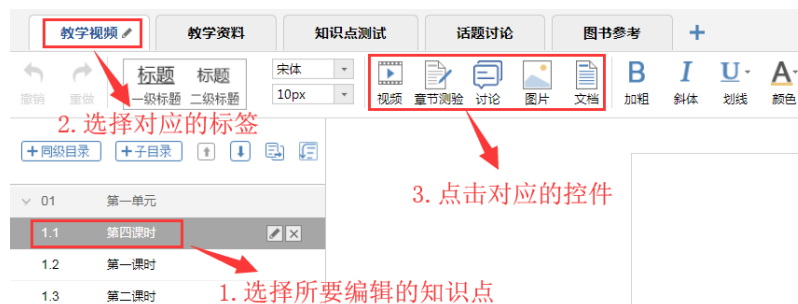 教学视频 教学资料 知识点测试 话题讨论 图书参考 +
标题 标题 宋体 B I U A
撤销 重做 一级标题 二级标题 10px 视频 章节测验 讨论 图片 文档 加粗 斜体 划线 颜色
2.选择对应的标签
+同级目录 +子目录
3.点击对应的控件
01 第一单元
1.1 第四课时
1.2 第一课时
1.3 第二课时
1.选择所要编辑的知识点